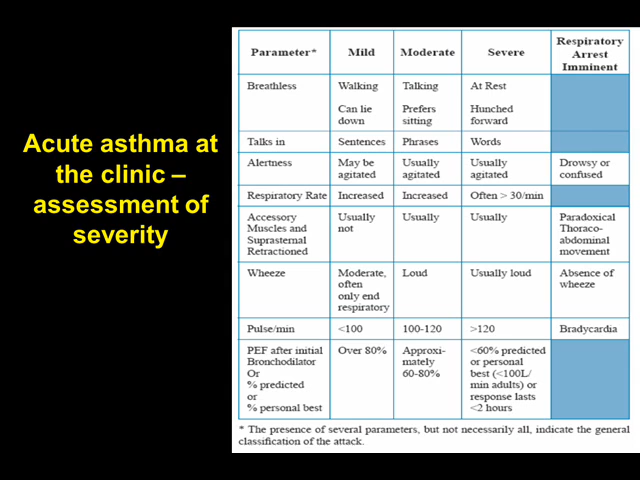 Acute asthma at
the clinic –
assessment of
severity
Parameter* Mild Moderate Severe Respiratory Arrest Imminent
Breathless Walking Talking At Rest
Can lie down Prefers sitting Hunched forward
Talks in Sentences Phrases Words
Alertness May be agitated Usually agitated Usually agitated Drowsy or confused
Respiratory Rate Increased Increased Often > 30/min
Accessory Muscles and Suprasternal Retractioned Usually not Usually Usually Paradoxical Thoraco-abdominal movement
Wheeze Moderate, often only end respiratory Loud Usually loud Absence of wheeze
Pulse/min <100 100-120 >120 Bradycardia
PEF after initial Bronchodilator Or % predicted or % personal best Over 80% Approxi-mately 60-80% <60% predicted or personal best (<100L/min adults) or response lasts <2 hours
* The presence of several parameters, but not necessarily all, indicate the general
classification of the attack.